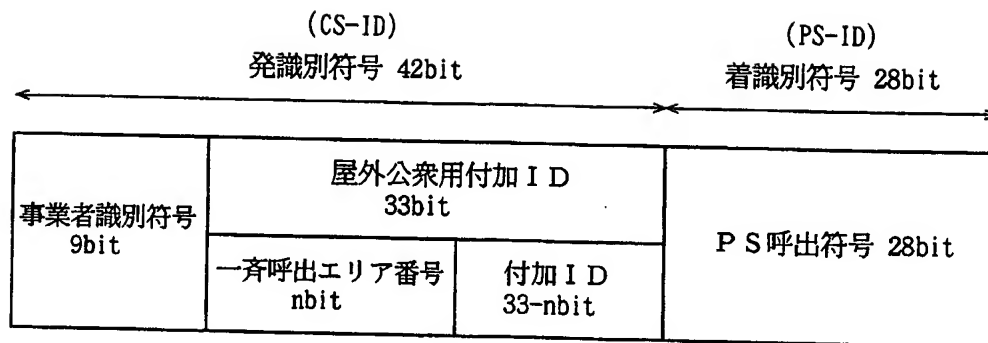 (CS-ID)
発識別符号 42bit
(PS-ID)
着識別符号 28bit
事業者識別符号
9bit
屋外公衆用付加ＩＤ
33bit
一斉呼出エリア番号
nbit
付加ＩＤ
33-nbit
ＰＳ呼出符号 28bit